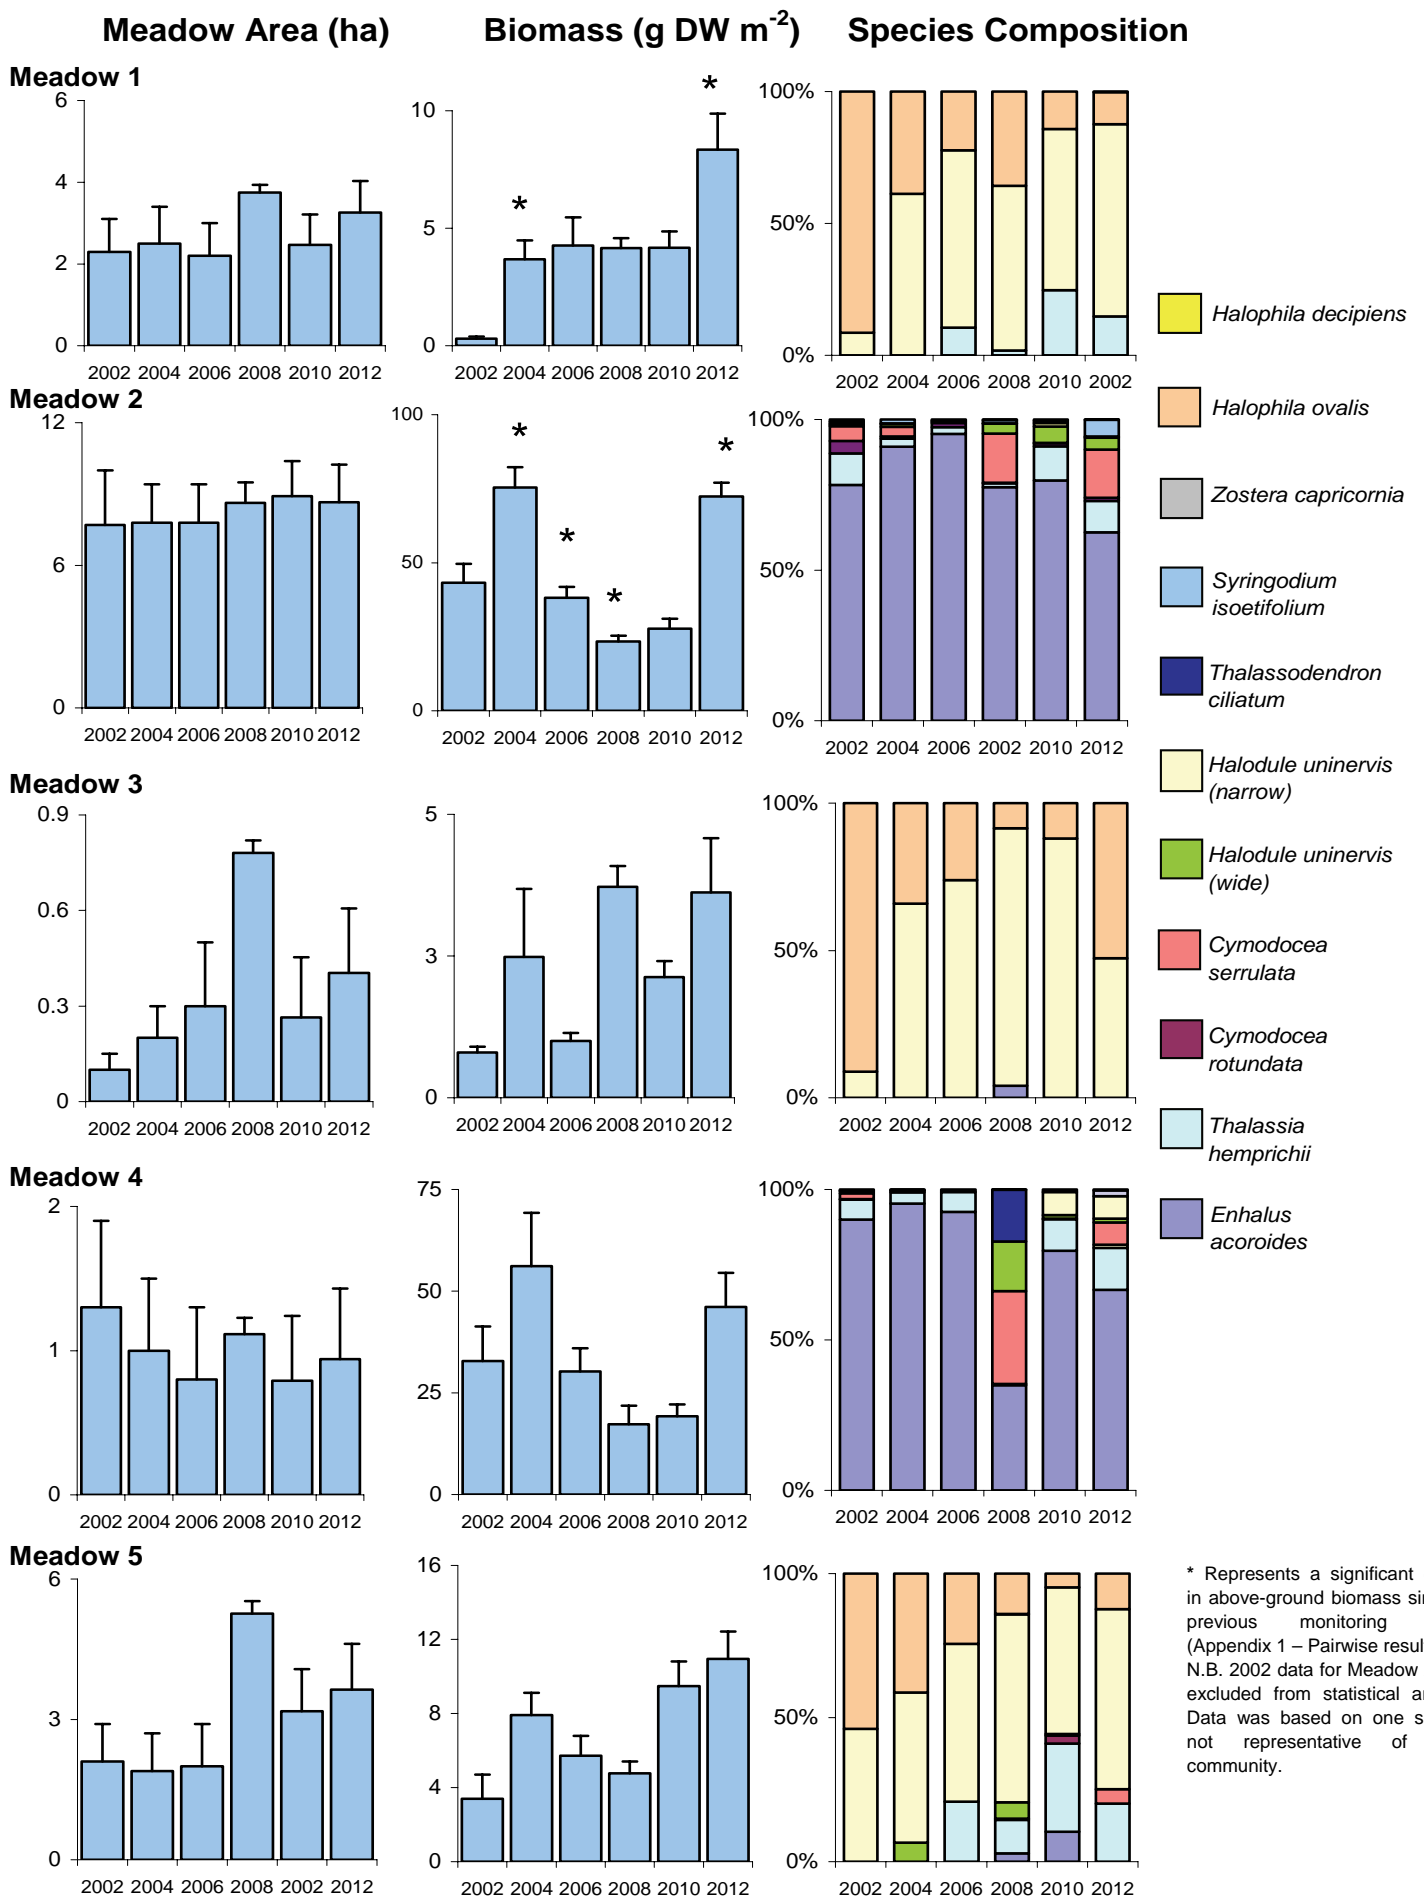 Meadow Area (ha) Biomass (g DW m-2) Species Composition
Meadow 1
6
4
2
0
2002 2004 2006 2008 2010 2012
10
5
0
* *
2002 2004 2006 2008 2010 2012
100%
50%
0%
2002 2004 2006 2008 2010 2002
Meadow 2
12
6
0
2002 2004 2006 2008 2010 2012
100
50
0
* * * *
2002 2004 2006 2008 2010 2012
100%
50%
0%
2002 2004 2006 2002 2010 2012
Meadow 3
0.9
0.6
0.3
0
2002 2004 2006 2008 2010 2012
5
3
0
2002 2004 2006 2008 2010 2012
100%
50%
0%
2002 2004 2006 2008 2010 2012
Meadow 4
2
1
0
2002 2004 2006 2008 2010 2012
75
50
25
0
2002 2004 2006 2008 2010 2012
100%
50%
0%
2002 2004 2006 2008 2010 2012
Meadow 5
6
3
0
2002 2004 2006 2008 2002 2012
16
12
8
4
0
2002 2004 2006 2008 2010 2012
100%
50%
0%
2002 2004 2006 2008 2010 2012
Halophila decipiens
Halophila ovalis
Zostera capricornia
Syringodium
isoetifolium
Thalassodendron
ciliatum
Halodule uninervis
(narrow)
Halodule uninervis
(wide)
Cymodocea
serrulata
Cymodocea
rotundata
Thalassia
hemprichii
Enhalus
acoroides
* Represents a significant
in above-ground biomass
previous monitoring
(Appendix 1 – Pairwise
N.B. 2002 data for Meadow
excluded from statistical
Data was based on one
not representative of
community.